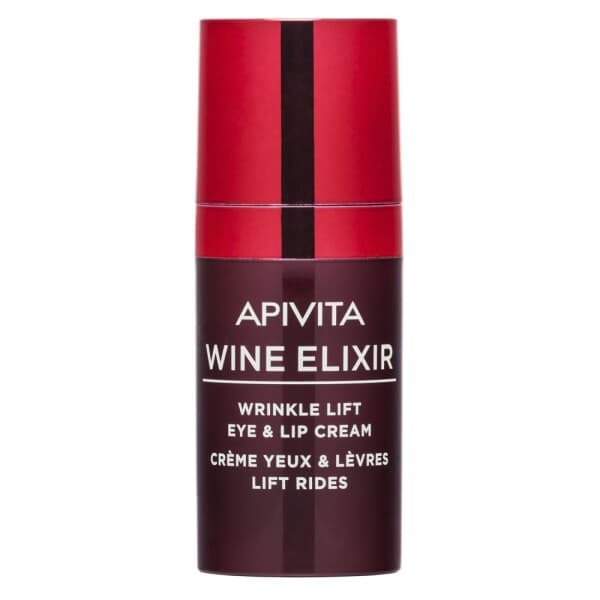 APIVITA
WINE ELIXIR
WRINKLE LIFT
EYE & LIP CREAM
CRÈME YEUX & LÈVRES
LIFT RIDES